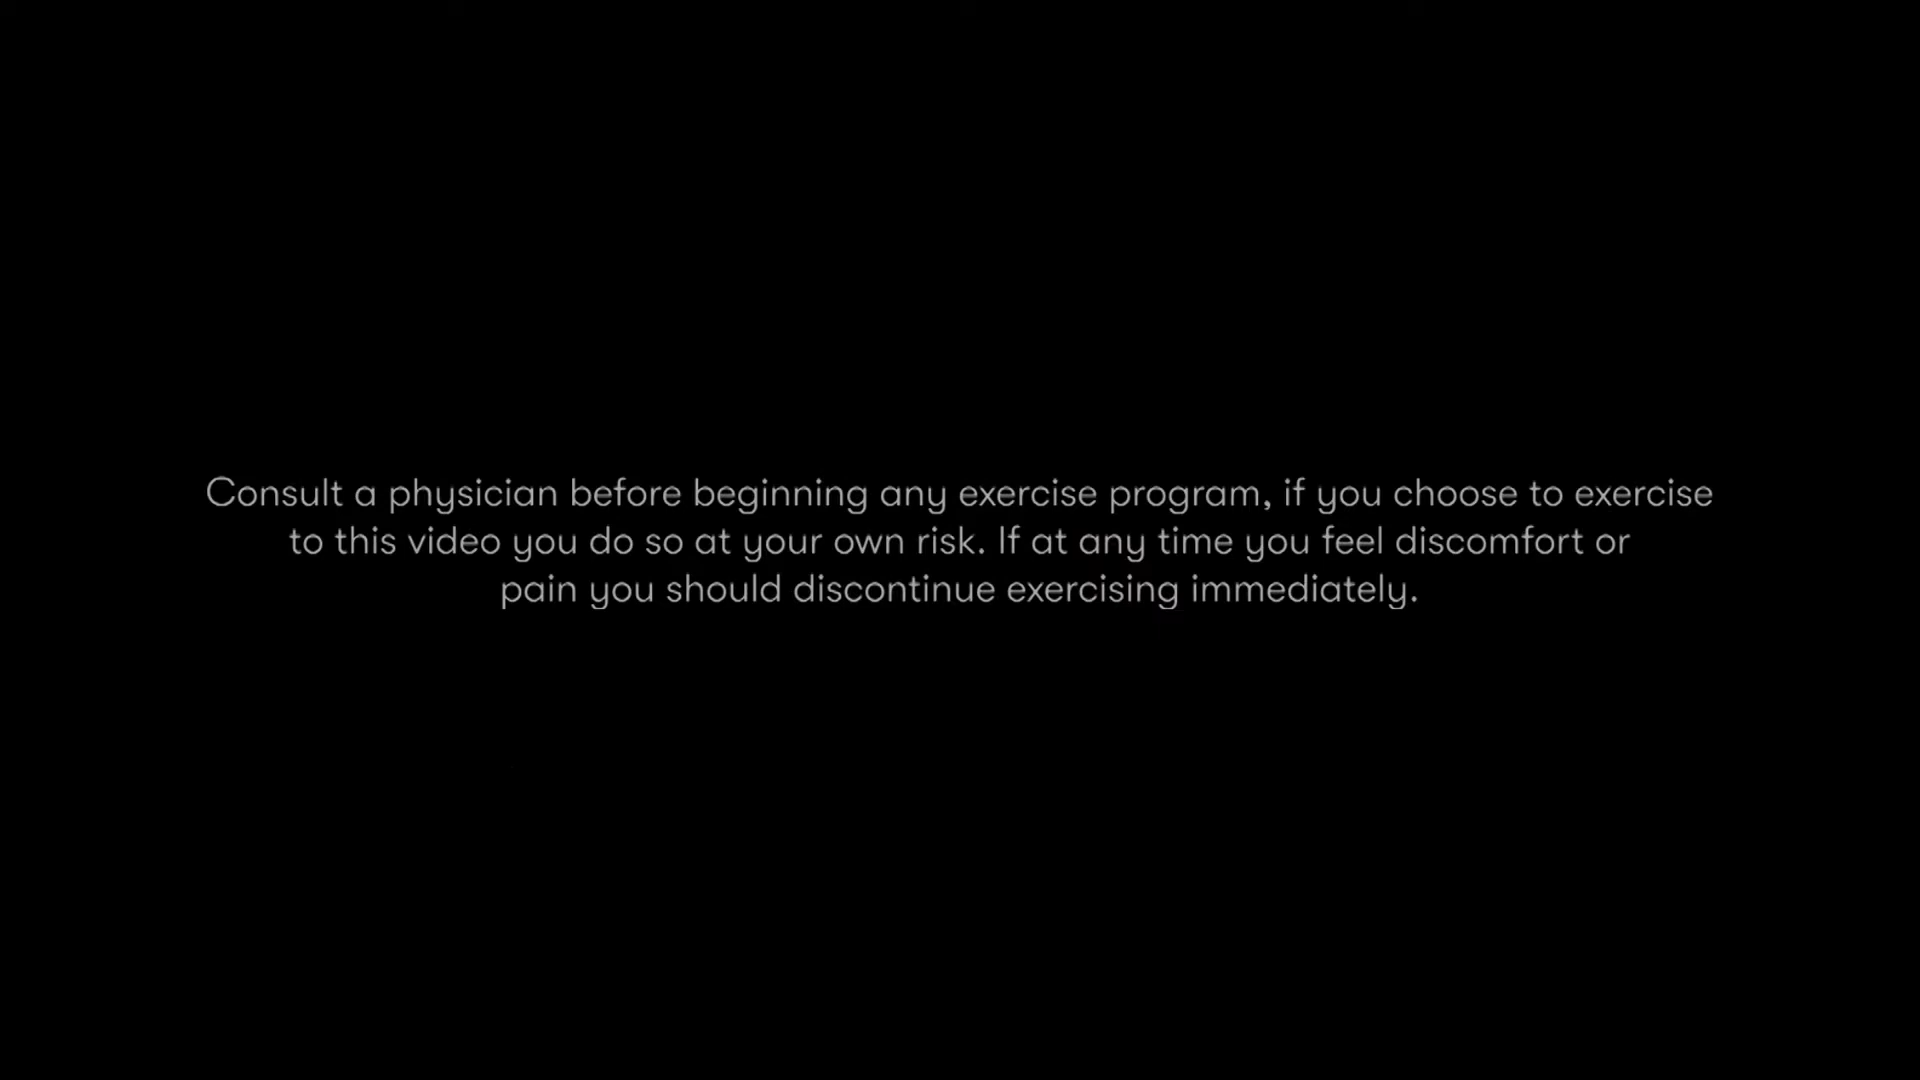 Consult a physician before beginning any exercise program, if you choose to exercise
to this video you do so at your own risk. If at any time you feel discomfort or
pain you should discontinue exercising immediately.